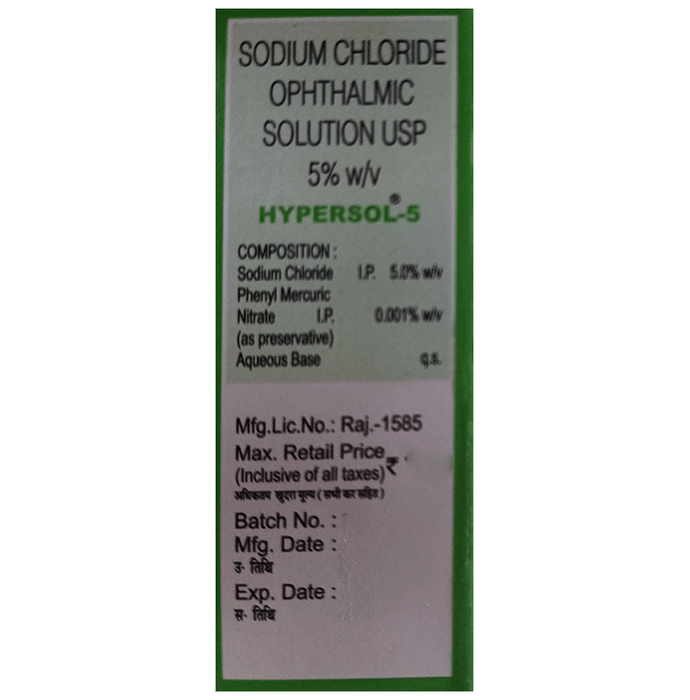 SODIUM CHLORIDE
OPHTHALMIC
SOLUTION USP
5% w/v
HYPERSOL®-5
COMPOSITION :
Sodium Chloride I.P. 5.0% w/v
Phenyl Mercuric
Nitrate I.P. 0.001% w/v
(as preservative)
Aqueous Base q.s.
Mfg.Lic.No.: Raj.-1585
Max. Retail Price ₹
(Inclusive of all taxes)
अधिकतम खुदरा मूल्य ( सभी कर सहित )
Batch No. :
Mfg. Date :
उ॰ तिथि
Exp. Date :
स॰ तिथि